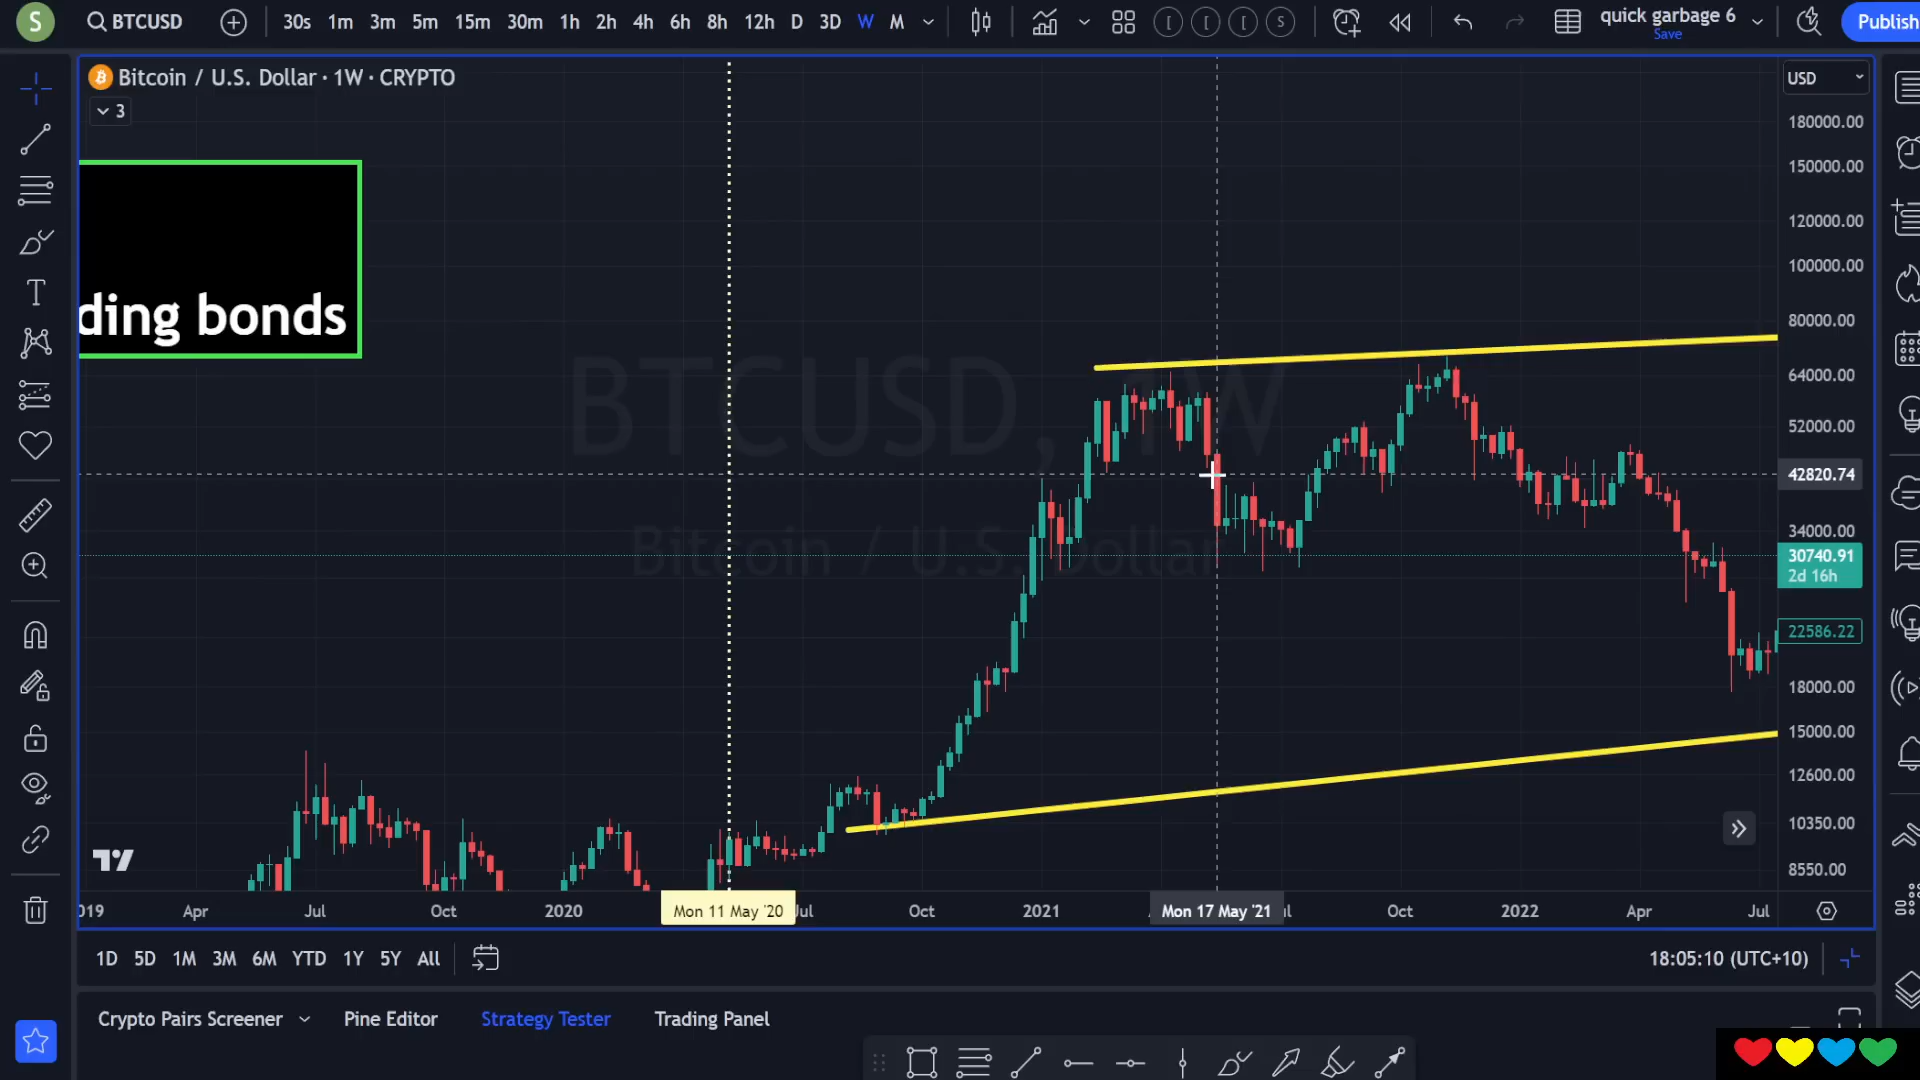 S
BTCUSD
30s 1m 3m 5m 15m 30m 1h 2h 4h 6h 8h 12h D 3D W M
[ [ [ S
quick garbage 6
Save
Publish
Bitcoin / U.S. Dollar · 1W · CRYPTO
3
USD
180000.00
150000.00
ding bonds
120000.00
100000.00
80000.00
BTCUSD, 1W
64000.00
52000.00
42820.74
Bitcoin / U.S. Dollar
34000.00
30740.91
2d 16h
22586.22
18000.00
15000.00
12600.00
10350.00
8550.00
019 Apr Jul Oct 2020 Mon 11 May '20 Jul Oct 2021 Mon 17 May '21 Oct 2022 Apr Jul
1D 5D 1M 3M 6M YTD 1Y 5Y All
18:05:10 (UTC+10)
Crypto Pairs Screener Pine Editor Strategy Tester Trading Panel